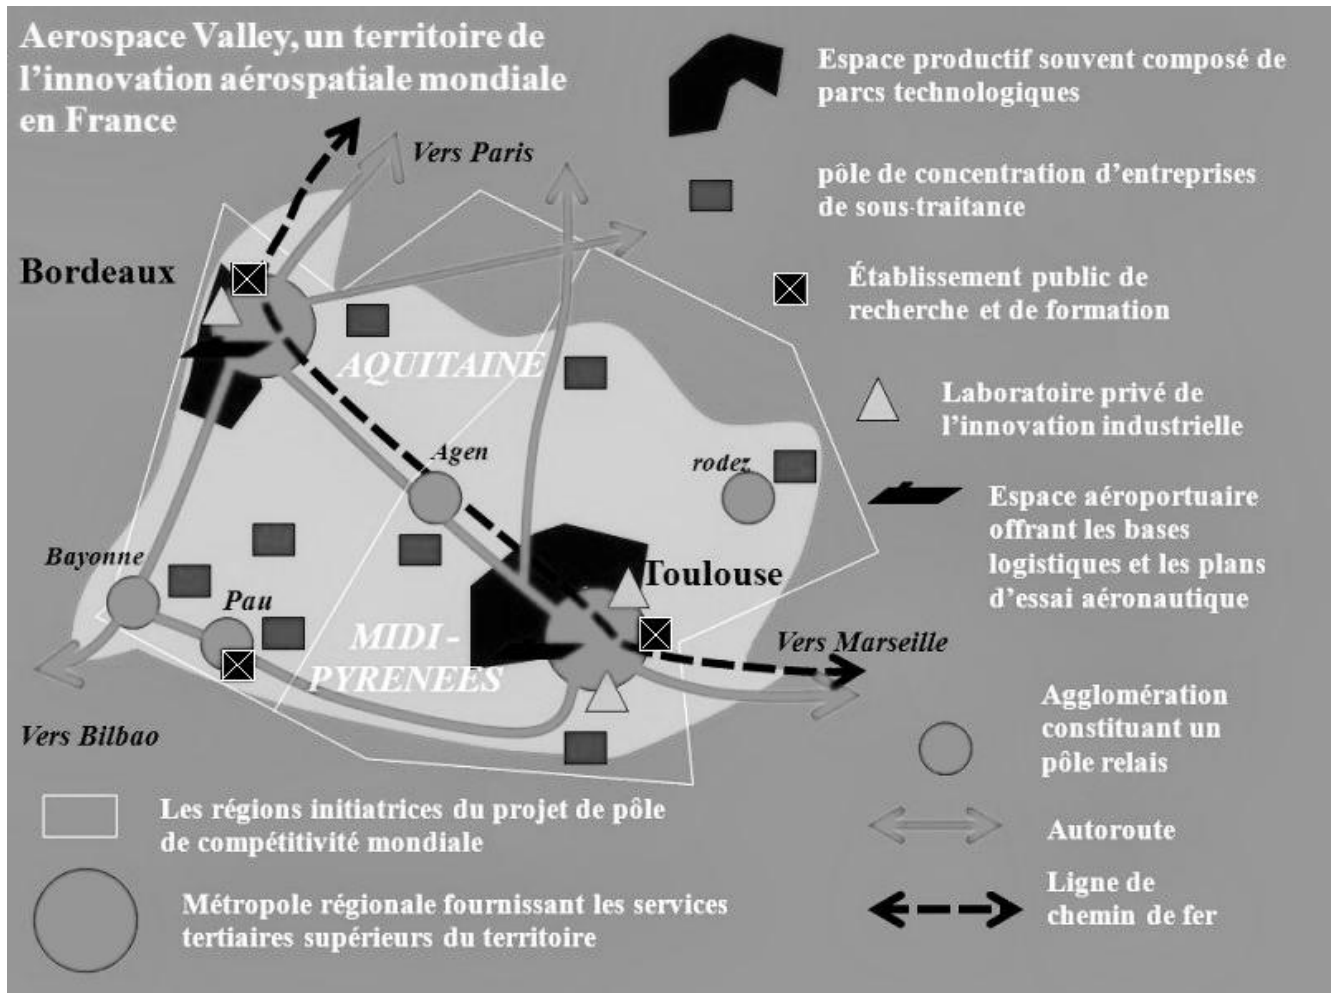 Aerospace Valley, un territoire de
l'innovation aérospatiale mondiale
en France
Espace productif souvent composé de
parcs technologiques
Vers Paris
pôle de concentration d'entreprises
de sous-traitante
Bordeaux
Établissement public de
recherche et de formation
AQUITAINE
Laboratoire privé de
l'innovation industrielle
Agen
rodez
Espace aéroportuaire
offrant les bases
logistiques et les plans
d'essai aéronautique
Bayonne
Toulouse
Pau
MIDI -
PYRENEES
Vers Marseille
Vers Bilbao
Agglomération
constituant un
pôle relais
Les régions initiatrices du projet de pôle
de compétitivité mondiale
Autoroute
Ligne de
chemin de fer
Métropole régionale fournissant les services
tertiaires supérieurs du territoire